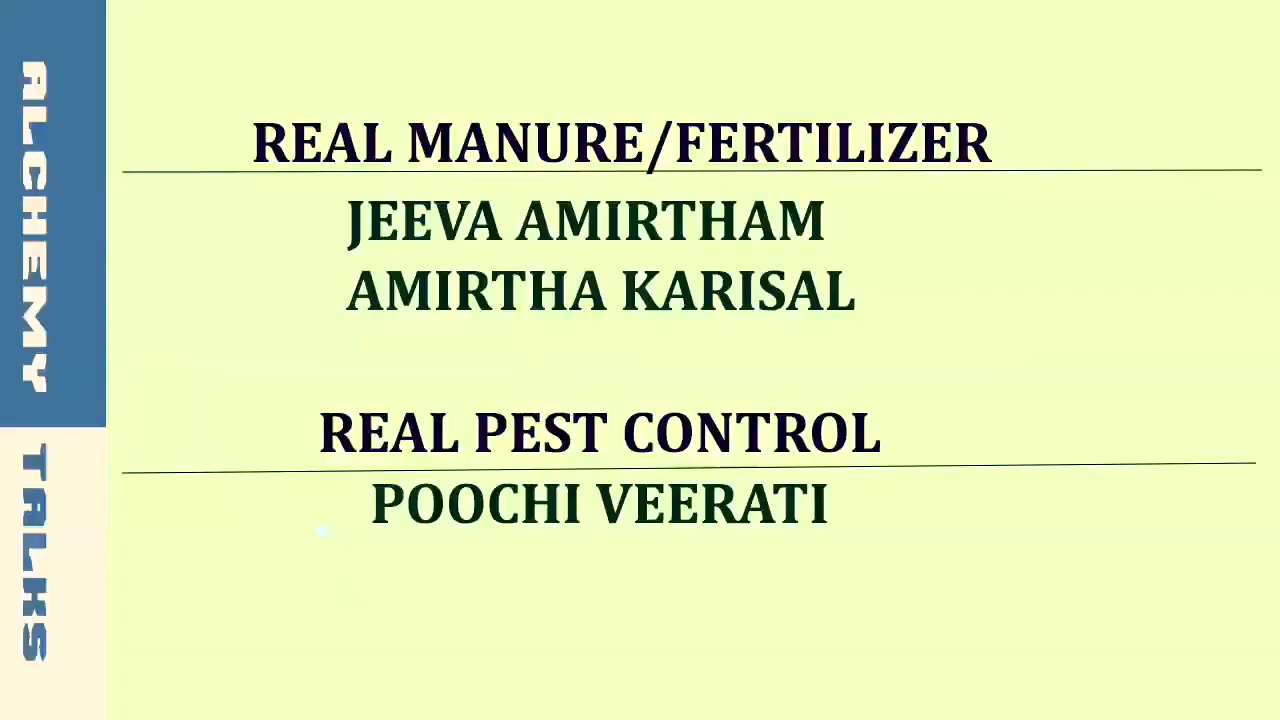 ALCHEMY TALKS
REAL MANURE/FERTILIZER
JEEVA AMIRTHAM
AMIRTHA KARISAL
REAL PEST CONTROL
POOCHI VEERATI